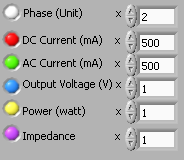 Phase (Unit) x 2
DC Current (mA) x 500
AC Current (mA) x 500
Output Voltage (V) x 1
Power (watt) x 1
Impedance x 1